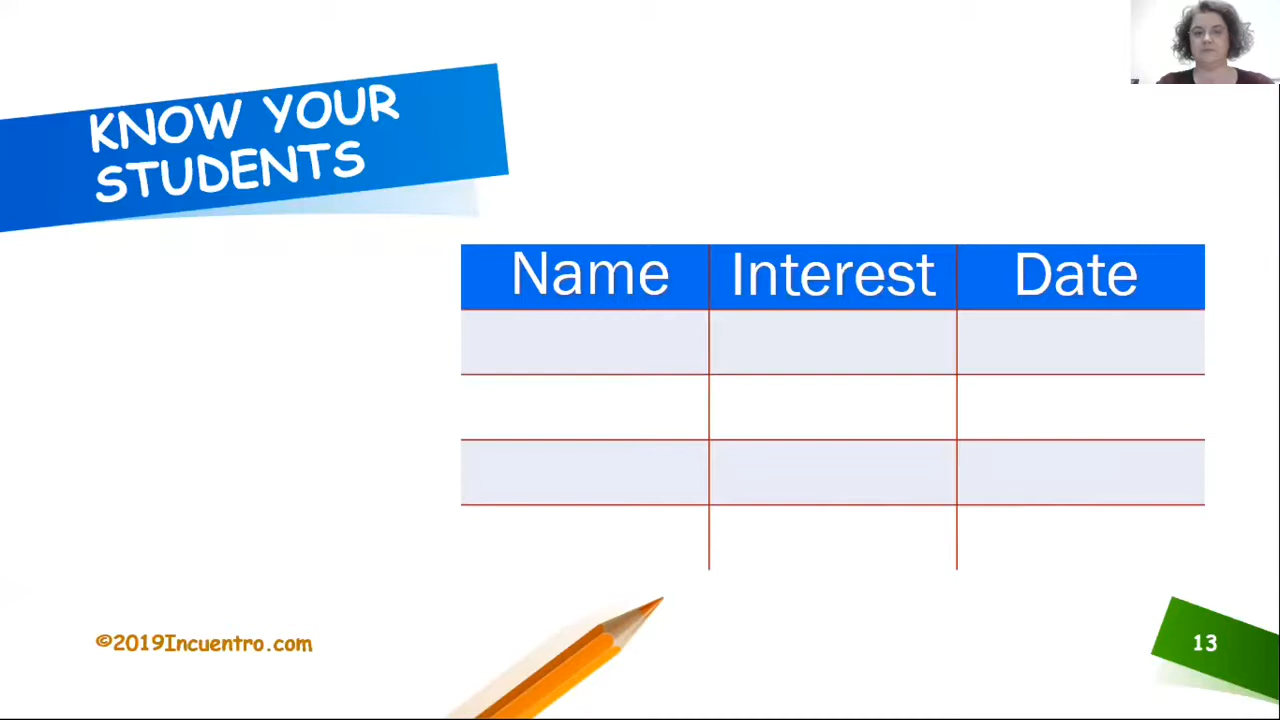 KNOW YOUR
STUDENTS
Name Interest Date
©2019Incuentro.com
13